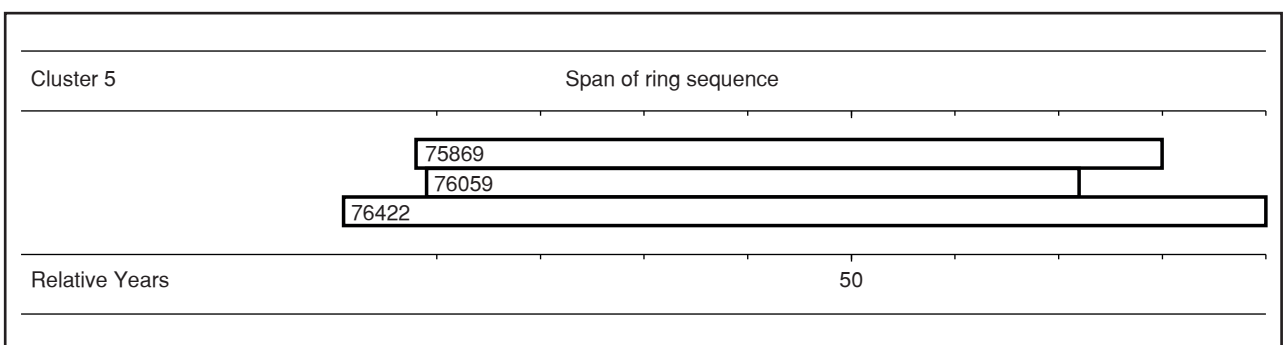 Cluster 5 Span of ring sequence
75869
76059
76422
Relative Years 50